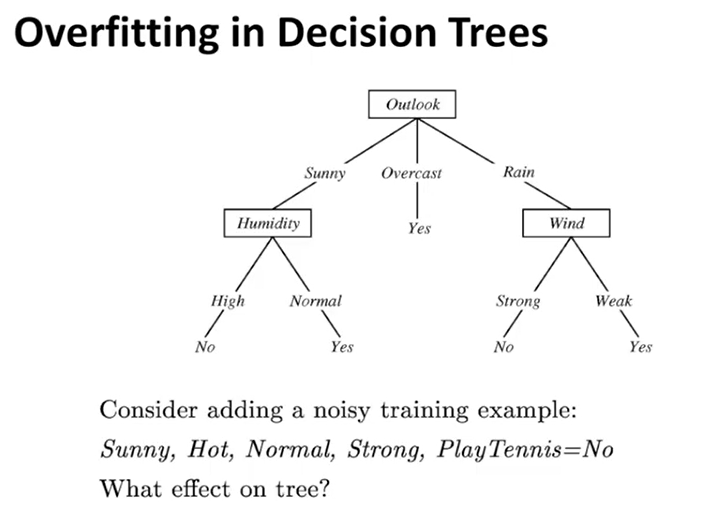 Overfitting in Decision Trees
Outlook
Sunny Overcast Rain
Humidity Yes Wind
High Normal Strong Weak
No Yes No Yes
Consider adding a noisy training example:
Sunny, Hot, Normal, Strong, PlayTennis=No
What effect on tree?